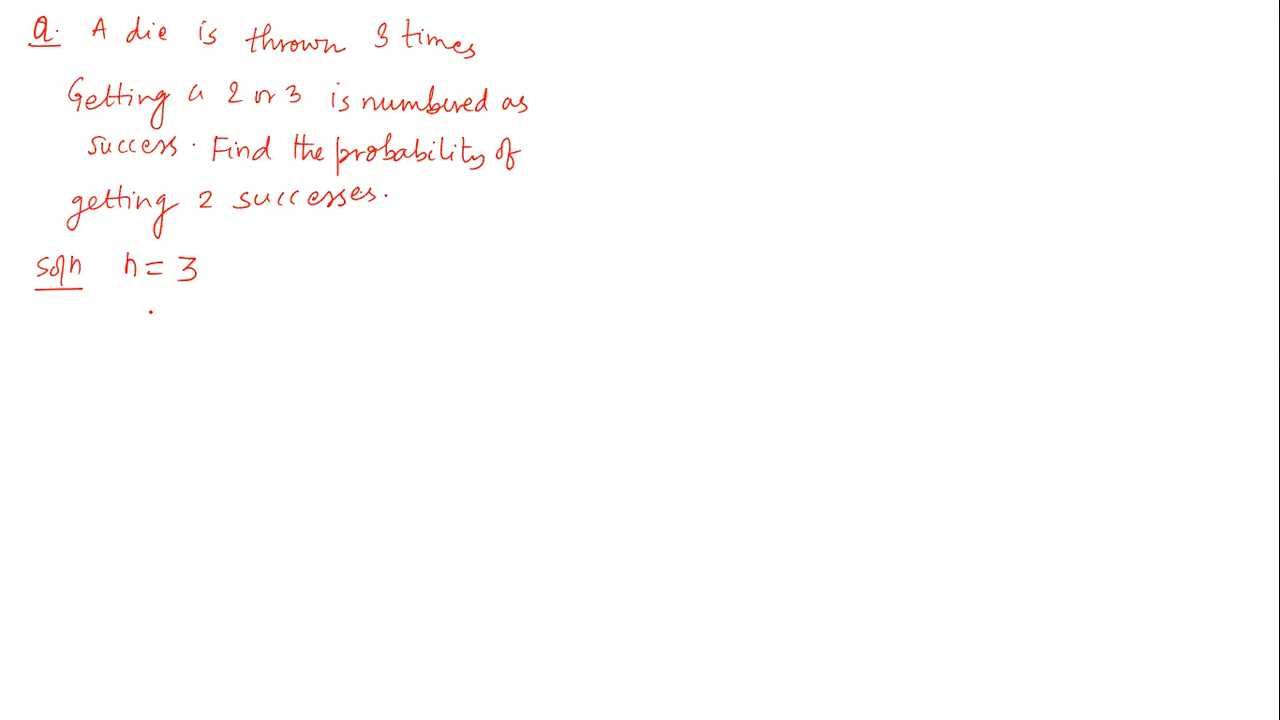 Q. A die is thrown 3 times
Getting a 2 or 3 is numbered as
success. Find the probability of
getting 2 successes.
Soln n = 3